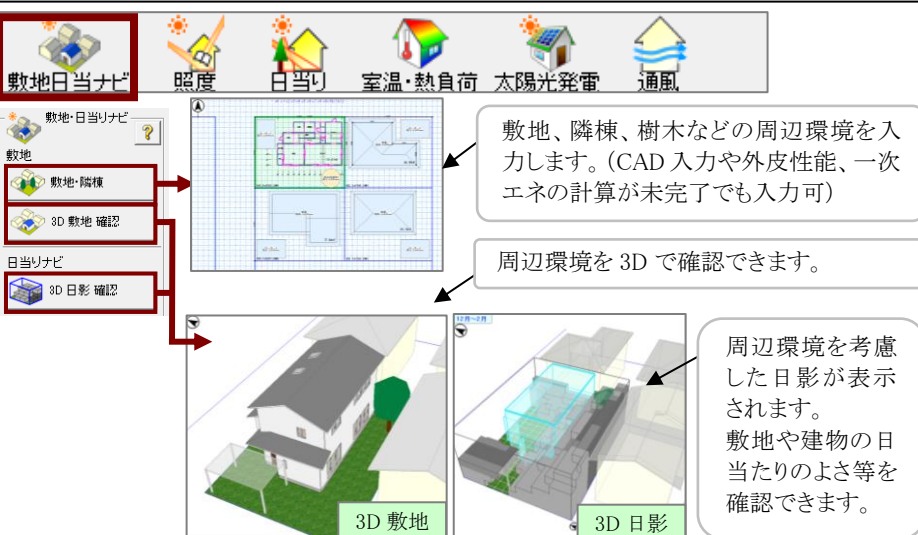 敷地日当ナビ 照度 日当り 室温・熱負荷 太陽光発電 通風
敷地・日当りナビ
?
敷地
敷地・隣棟
3D 敷地 確認
日当りナビ
3D 日影 確認
敷地、隣棟、樹木などの周辺環境を入
力します。（CAD 入力や外皮性能、一次
エネの計算が未完了でも入力可）
周辺環境を 3D で確認できます。
12月～2月
周辺環境を考慮
した日影が表示
されます。
敷地や建物の日
当たりのよさ等を
確認できます。
3D 敷地
3D 日影